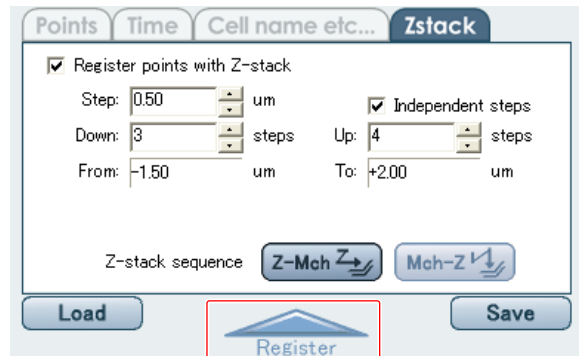 Points Time Cell name etc... Zstack
Register points with Z-stack
Step: 0.50 um Independent steps
Down: 3 steps Up: 4 steps
From: -1.50 um To: +2.00 um
Z-stack sequence Z-Mch Z Mch-Z Z
Load Save
Register